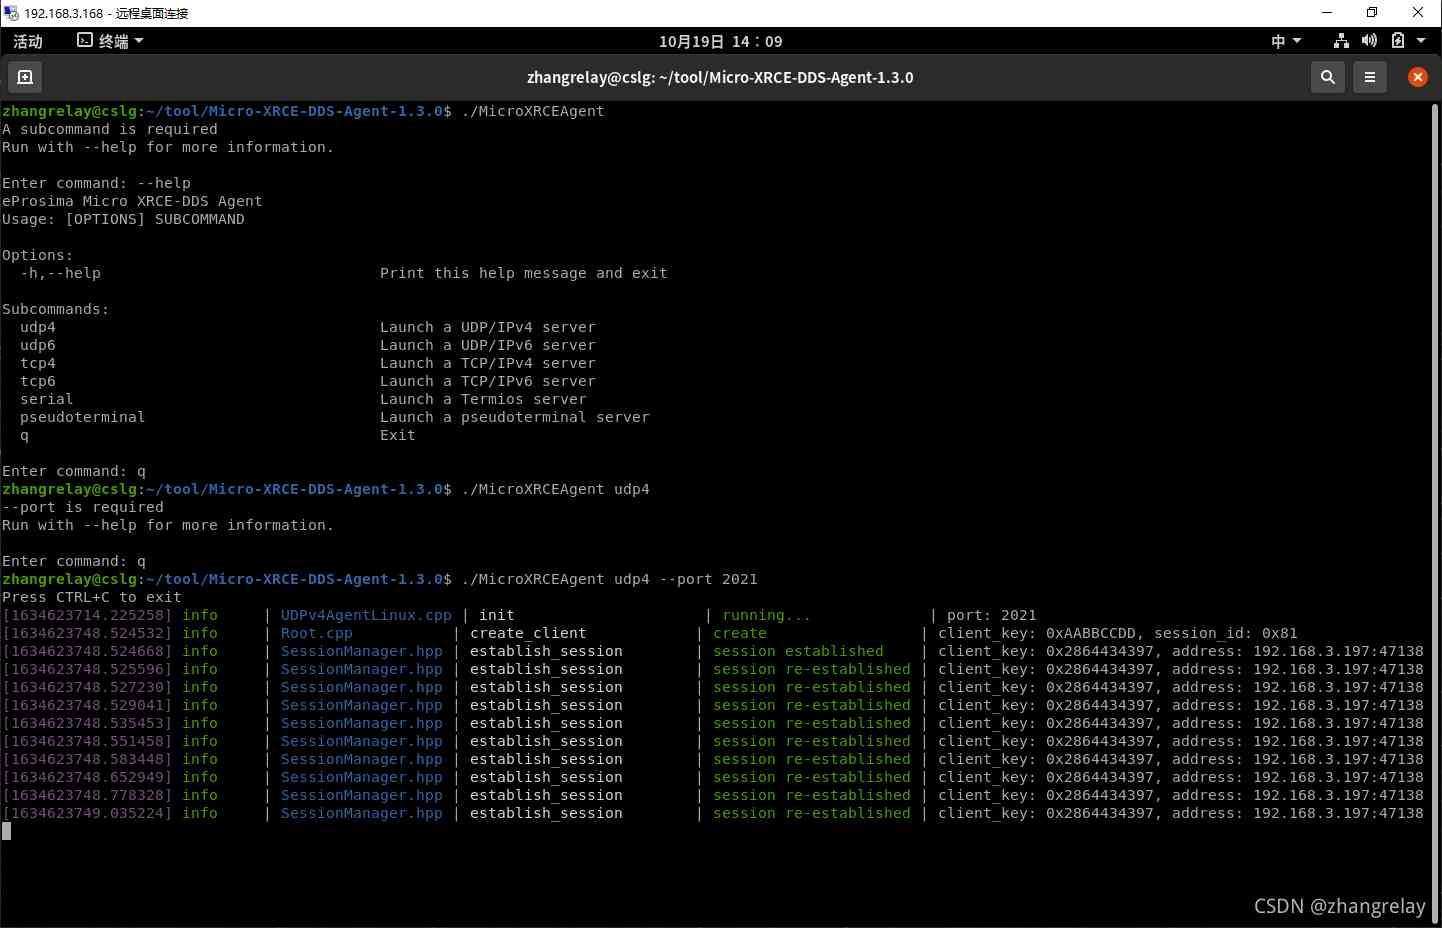 192.168.3.168 - 远程桌面连接
活动 终端 10月19日 14：09 中
zhangrelay@cslg: ~/tool/Micro-XRCE-DDS-Agent-1.3.0
zhangrelay@cslg:~/tool/Micro-XRCE-DDS-Agent-1.3.0$ ./MicroXRCEAgent
A subcommand is required
Run with --help for more information.
Enter command: --help
eProsima Micro XRCE-DDS Agent
Usage: [OPTIONS] SUBCOMMAND
Options:
-h,--help Print this help message and exit
Subcommands:
udp4 Launch a UDP/IPv4 server
udp6 Launch a UDP/IPv6 server
tcp4 Launch a TCP/IPv4 server
tcp6 Launch a TCP/IPv6 server
serial Launch a Termios server
pseudoterminal Launch a pseudoterminal server
q Exit
Enter command: q
zhangrelay@cslg:~/tool/Micro-XRCE-DDS-Agent-1.3.0$ ./MicroXRCEAgent udp4
--port is required
Run with --help for more information.
Enter command: q
zhangrelay@cslg:~/tool/Micro-XRCE-DDS-Agent-1.3.0$ ./MicroXRCEAgent udp4 --port 2021
Press CTRL+C to exit
[1634623714.225258] info | UDPv4AgentLinux.cpp | init | running... | port: 2021
[1634623748.524532] info | Root.cpp | create_client | create | client_key: 0xAABBCCDD, session_id: 0x81
[1634623748.524668] info | SessionManager.hpp | establish_session | session established | client_key: 0x2864434397, address: 192.168.3.197:47138
[1634623748.525596] info | SessionManager.hpp | establish_session | session re-established | client_key: 0x2864434397, address: 192.168.3.197:47138
[1634623748.527230] info | SessionManager.hpp | establish_session | session re-established | client_key: 0x2864434397, address: 192.168.3.197:47138
[1634623748.529041] info | SessionManager.hpp | establish_session | session re-established | client_key: 0x2864434397, address: 192.168.3.197:47138
[1634623748.535453] info | SessionManager.hpp | establish_session | session re-established | client_key: 0x2864434397, address: 192.168.3.197:47138
[1634623748.551458] info | SessionManager.hpp | establish_session | session re-established | client_key: 0x2864434397, address: 192.168.3.197:47138
[1634623748.583448] info | SessionManager.hpp | establish_session | session re-established | client_key: 0x2864434397, address: 192.168.3.197:47138
[1634623748.652949] info | SessionManager.hpp | establish_session | session re-established | client_key: 0x2864434397, address: 192.168.3.197:47138
[1634623748.778328] info | SessionManager.hpp | establish_session | session re-established | client_key: 0x2864434397, address: 192.168.3.197:47138
[1634623749.035224] info | SessionManager.hpp | establish_session | session re-established | client_key: 0x2864434397, address: 192.168.3.197:47138
CSDN @zhangrelay